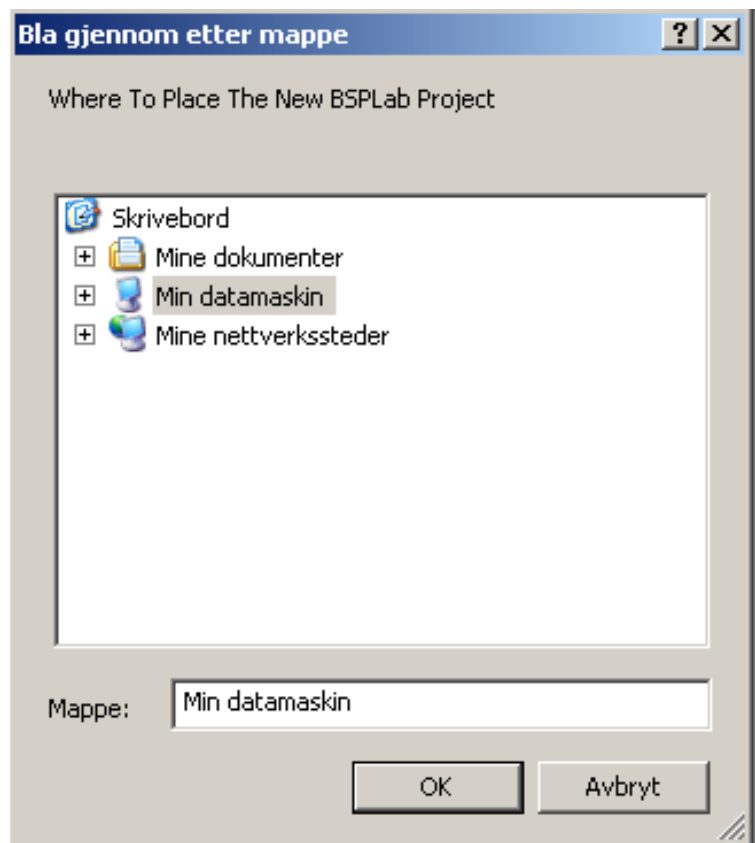 Bla gjennom etter mappe
Where To Place The New BSPLab Project
Skrivebord
Mine dokumenter
Min datamaskin
Mine nettverkssteder
Mappe: Min datamaskin
OK Avbryt